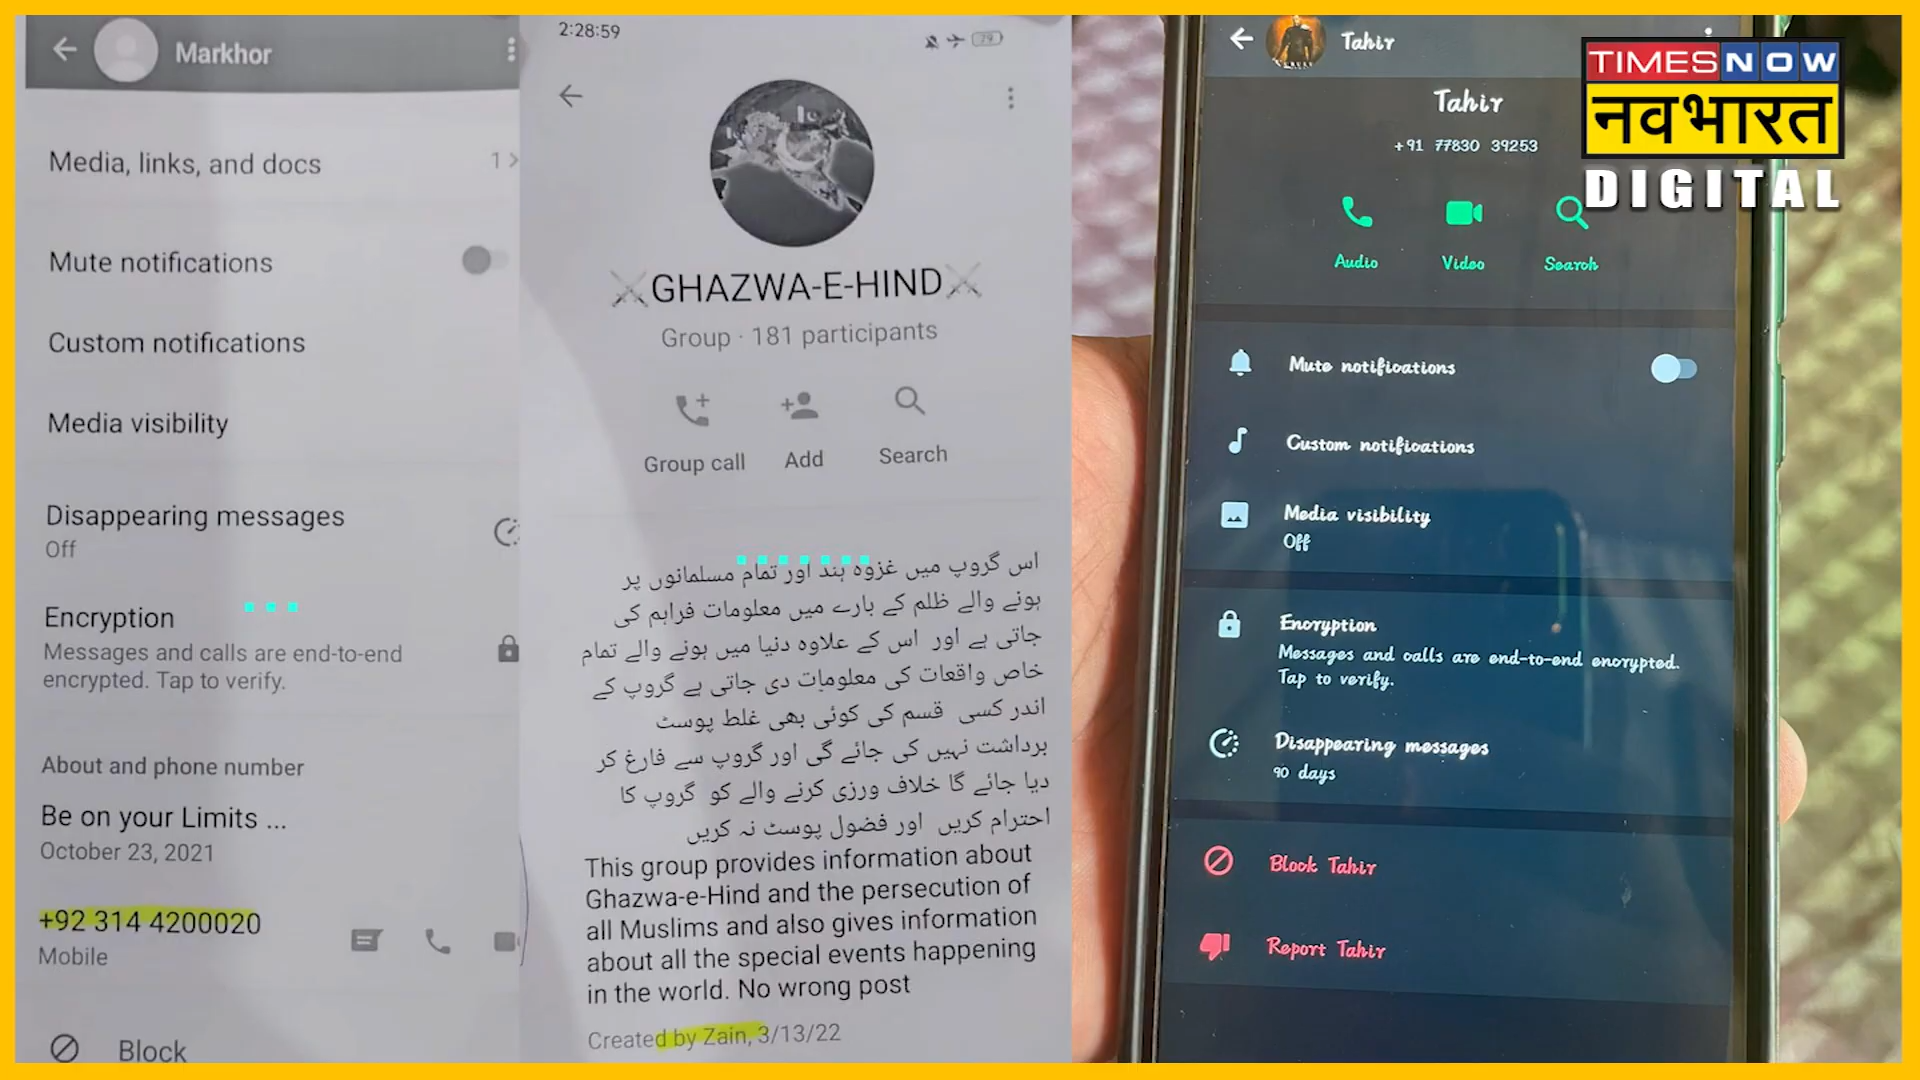 Markhor
Media, links, and docs
1
Mute notifications
Custom notifications
Media visibility
Disappearing messages
Off
Encryption
Messages and calls are end-to-end
encrypted. Tap to verify.
About and phone number
Be on your Limits ...
October 23, 2021
+92 314 4200020
Mobile
Block
2:28:59
79
GHAZWA-E-HIND
Group · 181 participants
Group call
Add
Search
اس گروپ میں غزوہ ہند اور تمام مسلمانوں پر
ہونے والے ظلم کے بارے میں معلومات فراہم کی
جاتی ہے اور اس کے علاوہ دنیا میں ہونے والے تمام
خاص واقعات کی معلومات دی جاتی ہے گروپ کے
اندر کسی قسم کی کوئی بھی غلط پوسٹ
برداشت نہیں کی جائے گی اور گروپ سے فارغ کر
دیا جائے گا خلاف ورزی کرنے والے کو گروپ کا
احترام کریں اور فضول پوسٹ نہ کریں
This group provides information about
Ghazwa-e-Hind and the persecution of
all Muslims and also gives information
about all the special events happening
in the world. No wrong post
Created by Zain, 3/13/22
Tahir
Tahir
+91 77830 39253
Audio
Video
Search
Mute notifications
Custom notifications
Media visibility
Off
Encryption
Messages and calls are end-to-end encrypted.
Tap to verify.
Disappearing messages
90 days
Block Tahir
Report Tahir
TIMES NOW
नवभारत
DIGITAL